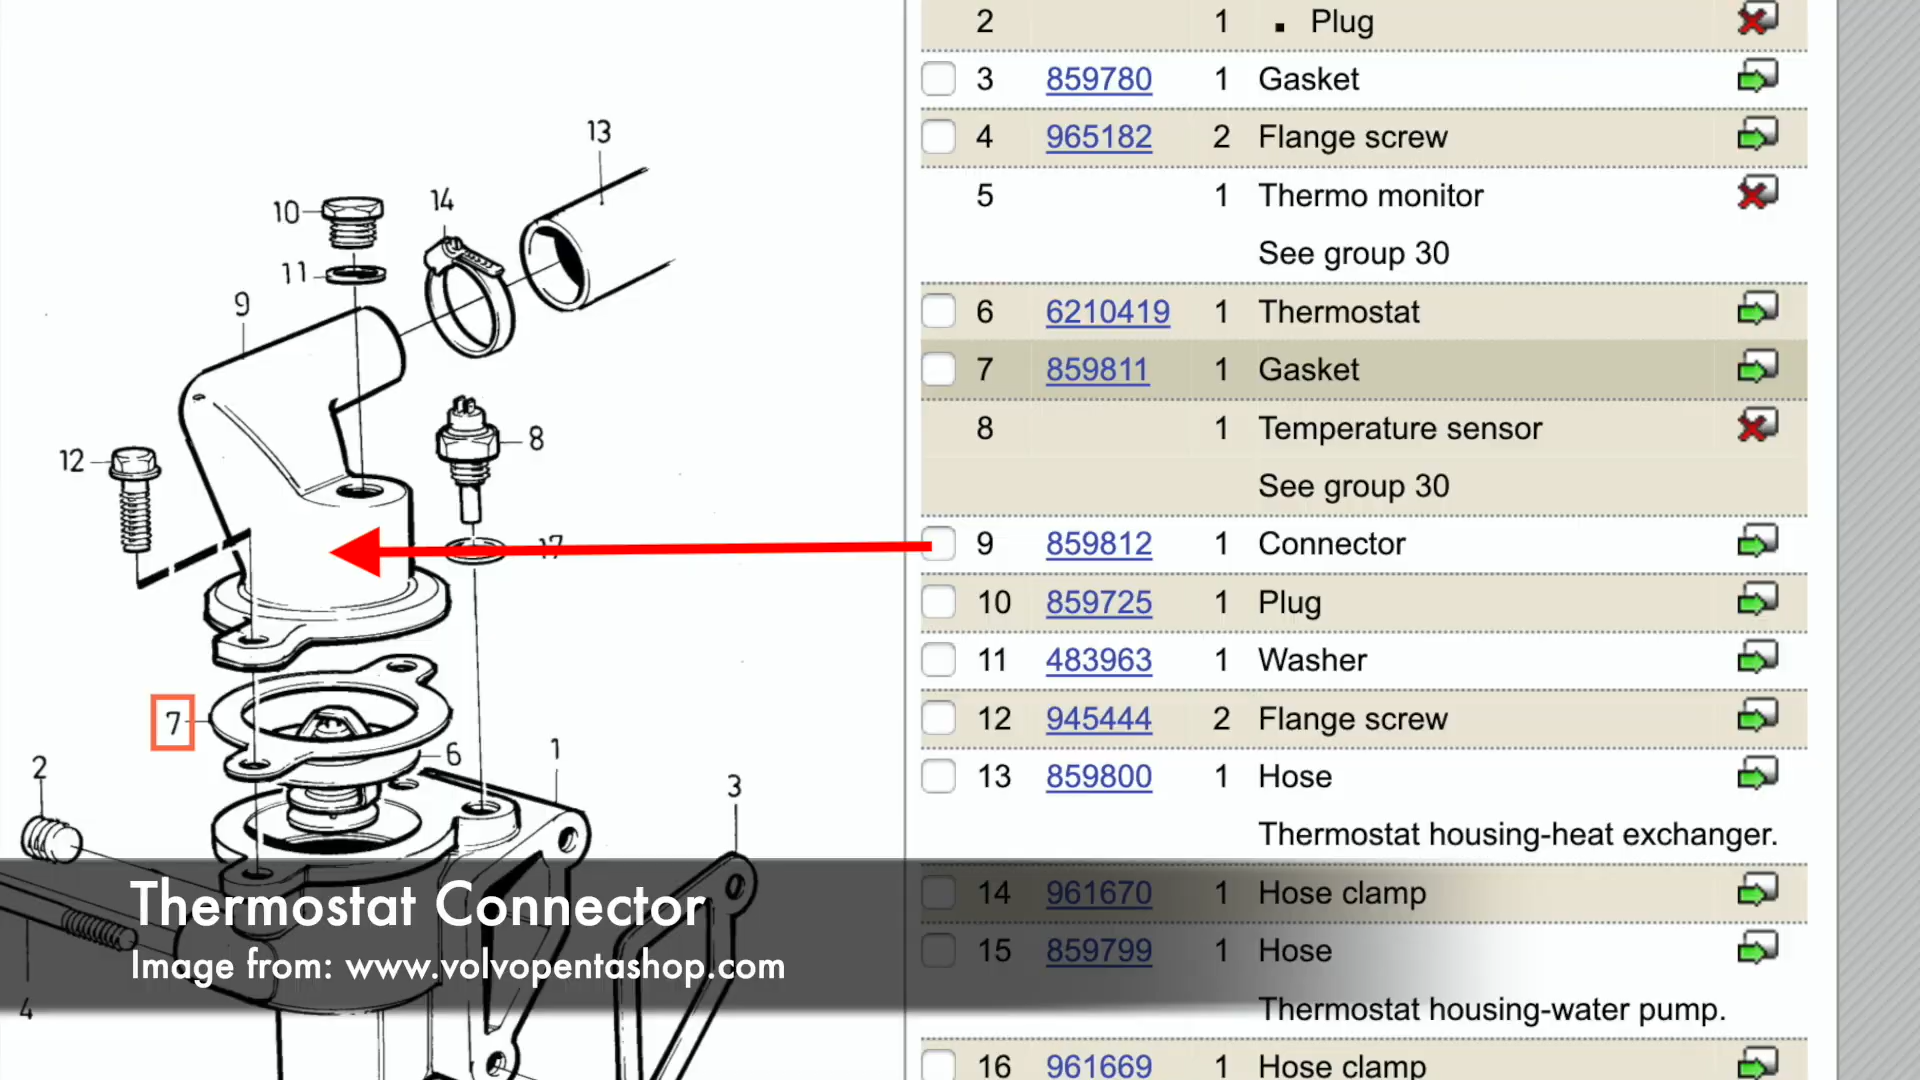 2 1 ▪ Plug
3 859780 1 Gasket
4 965182 2 Flange screw
5 1 Thermo monitor
See group 30
6 6210419 1 Thermostat
7 859811 1 Gasket
8 1 Temperature sensor
See group 30
9 859812 1 Connector
10 859725 1 Plug
11 483963 1 Washer
12 945444 2 Flange screw
13 859800 1 Hose
Thermostat housing-heat exchanger.
14 961670 1 Hose clamp
15 859799 1 Hose
Thermostat housing-water pump.
16 961669 1 Hose clamp
13
14
10
11
9
8
12
17
7
6
1
2
3
4
Thermostat Connector
Image from: www.volvopentashop.com